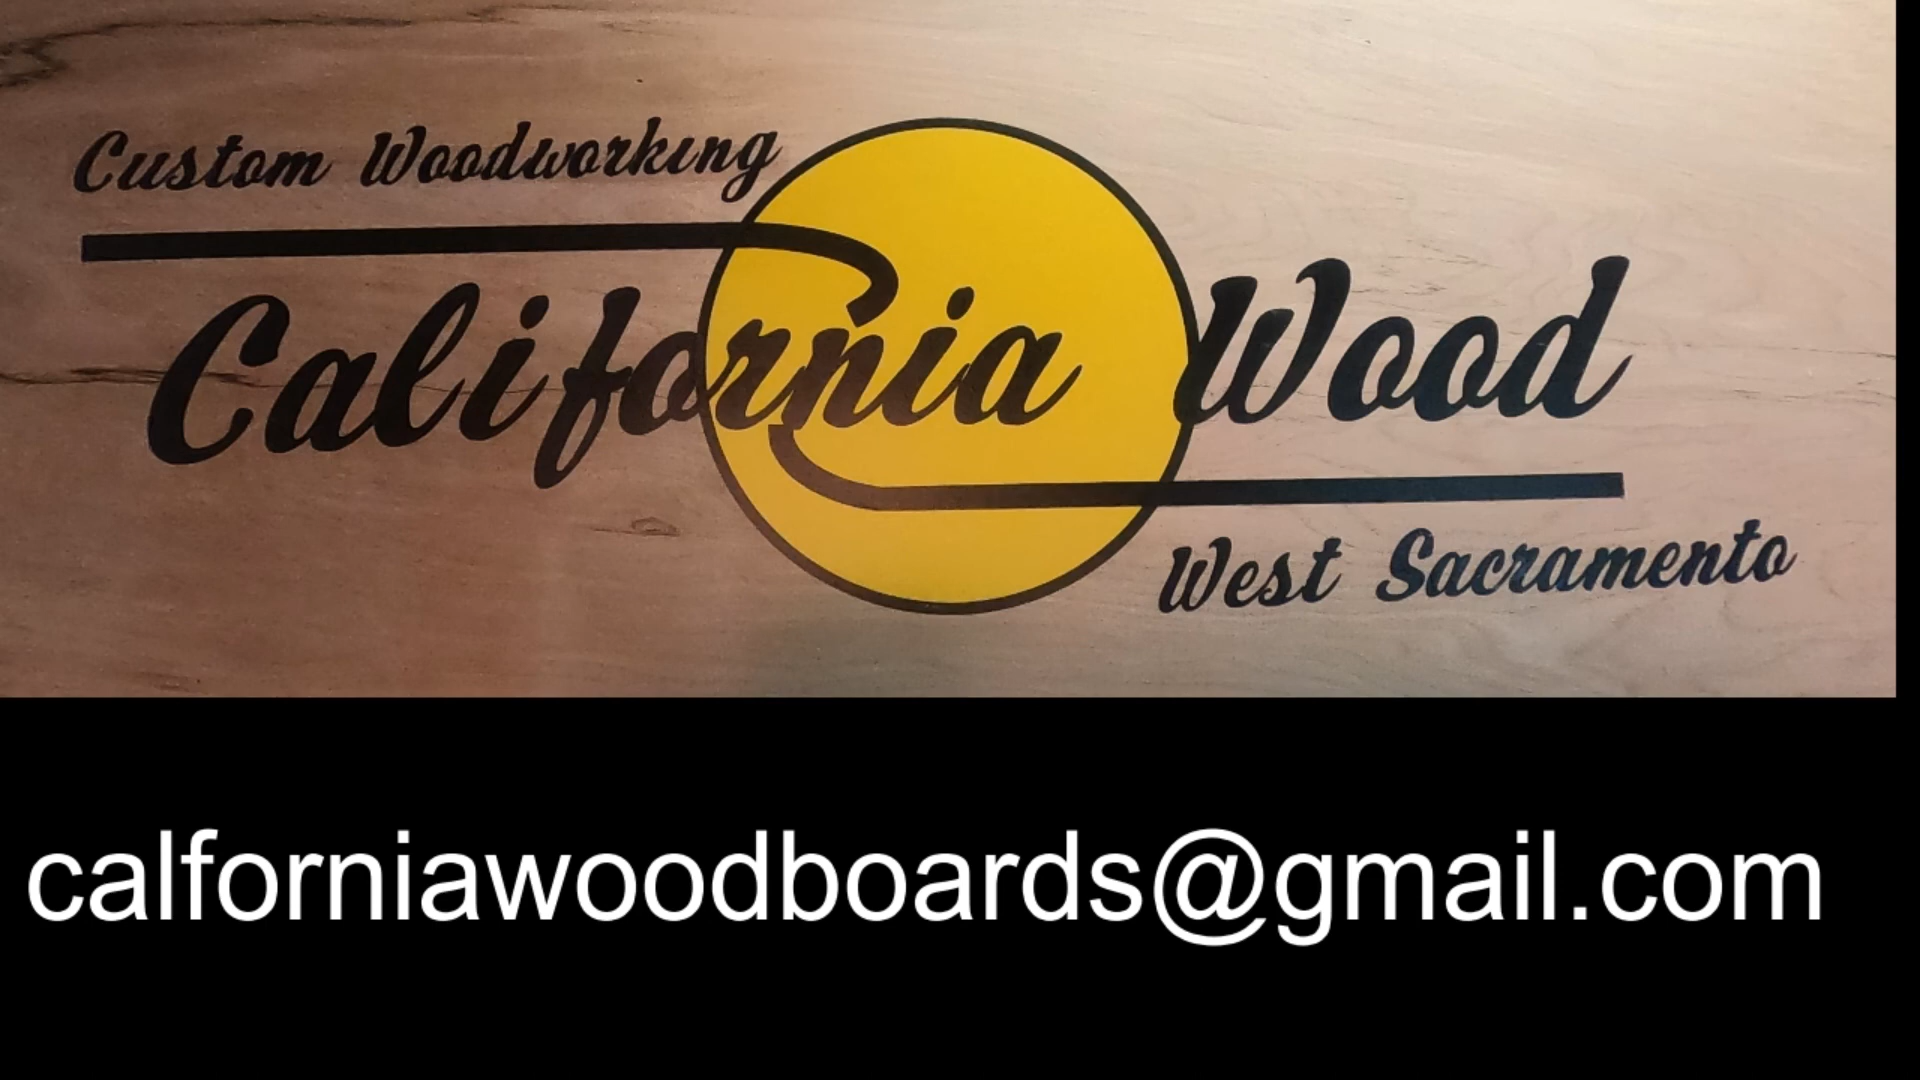 Custom Woodworking
California Wood
West Sacramento
calforniawoodboards@gmail.com